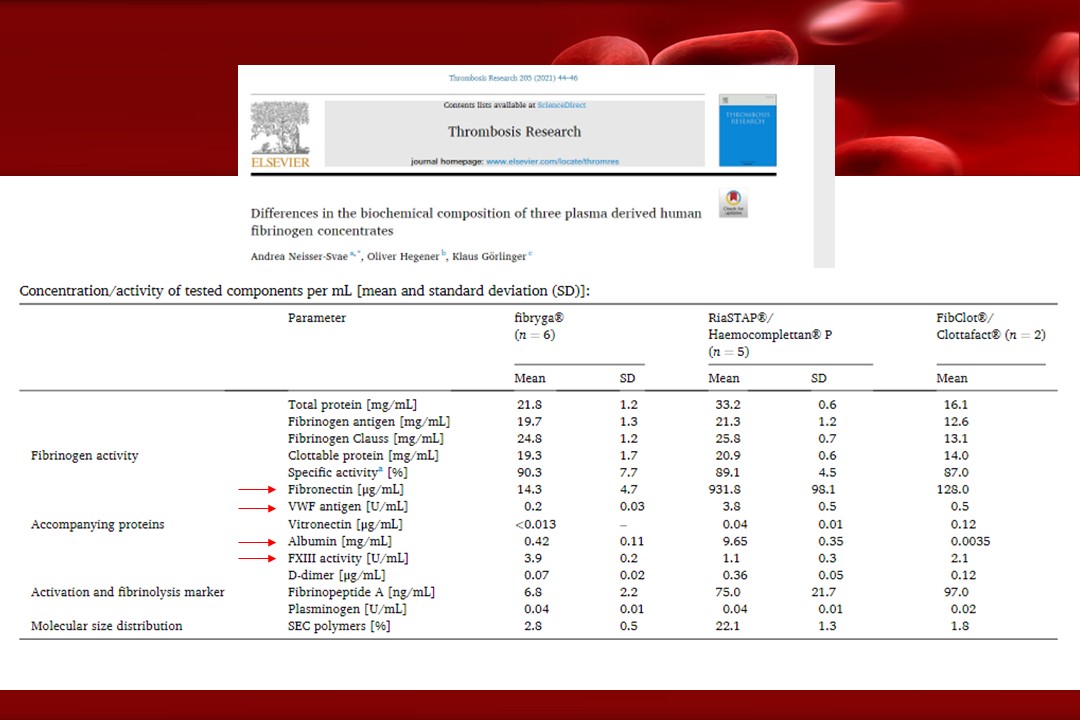 Thrombosis Research 205 (2021) 44–46
Contents lists available at ScienceDirect
Thrombosis Research
journal homepage: www.elsevier.com/locate/thromres
ELSEVIER
THROMBOSIS
RESEARCH
Check for
updates
Differences in the biochemical composition of three plasma derived human
fibrinogen concentrates
Andrea Neisser-Svae a,*, Oliver Hegener b, Klaus Görlinger c
Concentration/activity of tested components per mL [mean and standard deviation (SD)]:
Parameter fibryga® RiaSTAP®/ FibClot®/
(n = 6) Haemocomplettan® P Clottafact® (n = 2)
(n = 5)
Mean SD Mean SD Mean
Total protein [mg/mL] 21.8 1.2 33.2 0.6 16.1
Fibrinogen antigen [mg/mL] 19.7 1.3 21.3 1.2 12.6
Fibrinogen Clauss [mg/mL] 24.8 1.2 25.8 0.7 13.1
Fibrinogen activity Clottable protein [mg/mL] 19.3 1.7 20.9 0.6 14.0
Specific activitya [%] 90.3 7.7 89.1 4.5 87.0
Fibronectin [μg/mL] 14.3 4.7 931.8 98.1 128.0
VWF antigen [U/mL] 0.2 0.03 3.8 0.5 0.5
Accompanying proteins Vitronectin [μg/mL] <0.013 – 0.04 0.01 0.12
Albumin [mg/mL] 0.42 0.11 9.65 0.35 0.0035
FXIII activity [U/mL] 3.9 0.2 1.1 0.3 2.1
D-dimer [μg/mL] 0.07 0.02 0.36 0.05 0.12
Activation and fibrinolysis marker Fibrinopeptide A [ng/mL] 6.8 2.2 75.0 21.7 97.0
Plasminogen [U/mL] 0.04 0.01 0.04 0.01 0.02
Molecular size distribution SEC polymers [%] 2.8 0.5 22.1 1.3 1.8